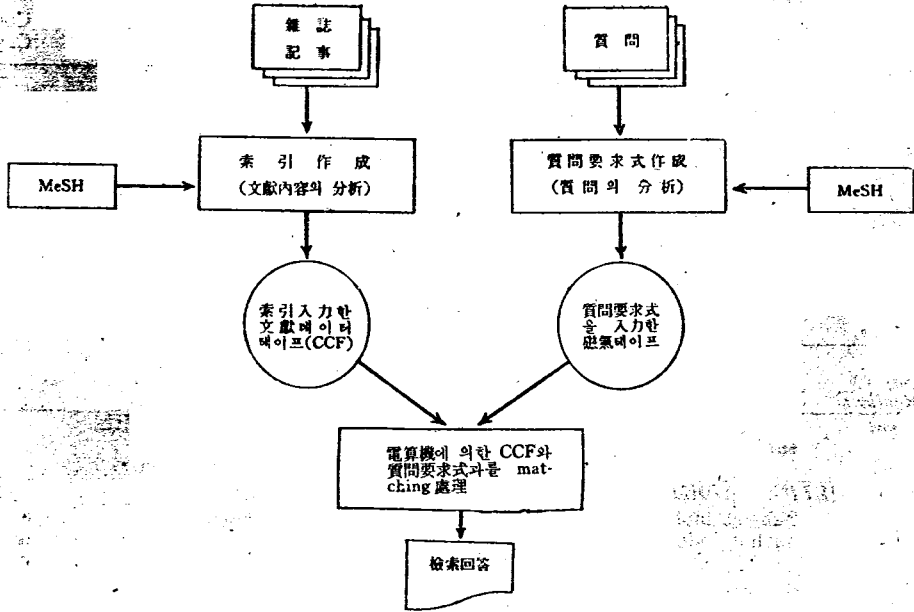 雜誌
記事
質問
索引作成
(文獻內容의 分析)
質問要求式作成
(質問의 分析)
MeSH
MeSH
索引入力한
文獻데이터
테이프(CCF)
質問要求式
을 入力한
磁氣테이프
電算機에 의한 CCF와
質問要求式과를 mat-
ching 處理
檢索回答